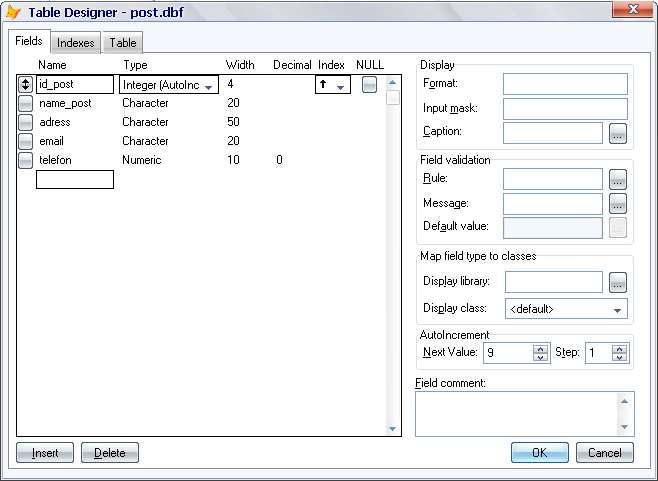 Table Designer - post.dbf
Fields Indexes Table
Name Type Width Decimal Index NULL
id_post Integer (AutoInc 4
name_post Character 20
adress Character 50
email Character 20
telefon Numeric 10 0
Display
Format:
Input mask:
Caption: ...
Field validation
Rule: ...
Message: ...
Default value: ...
Map field type to classes
Display library: ...
Display class: <default>
AutoIncrement
Next Value: 9 Step: 1
Field comment:
Insert Delete OK Cancel